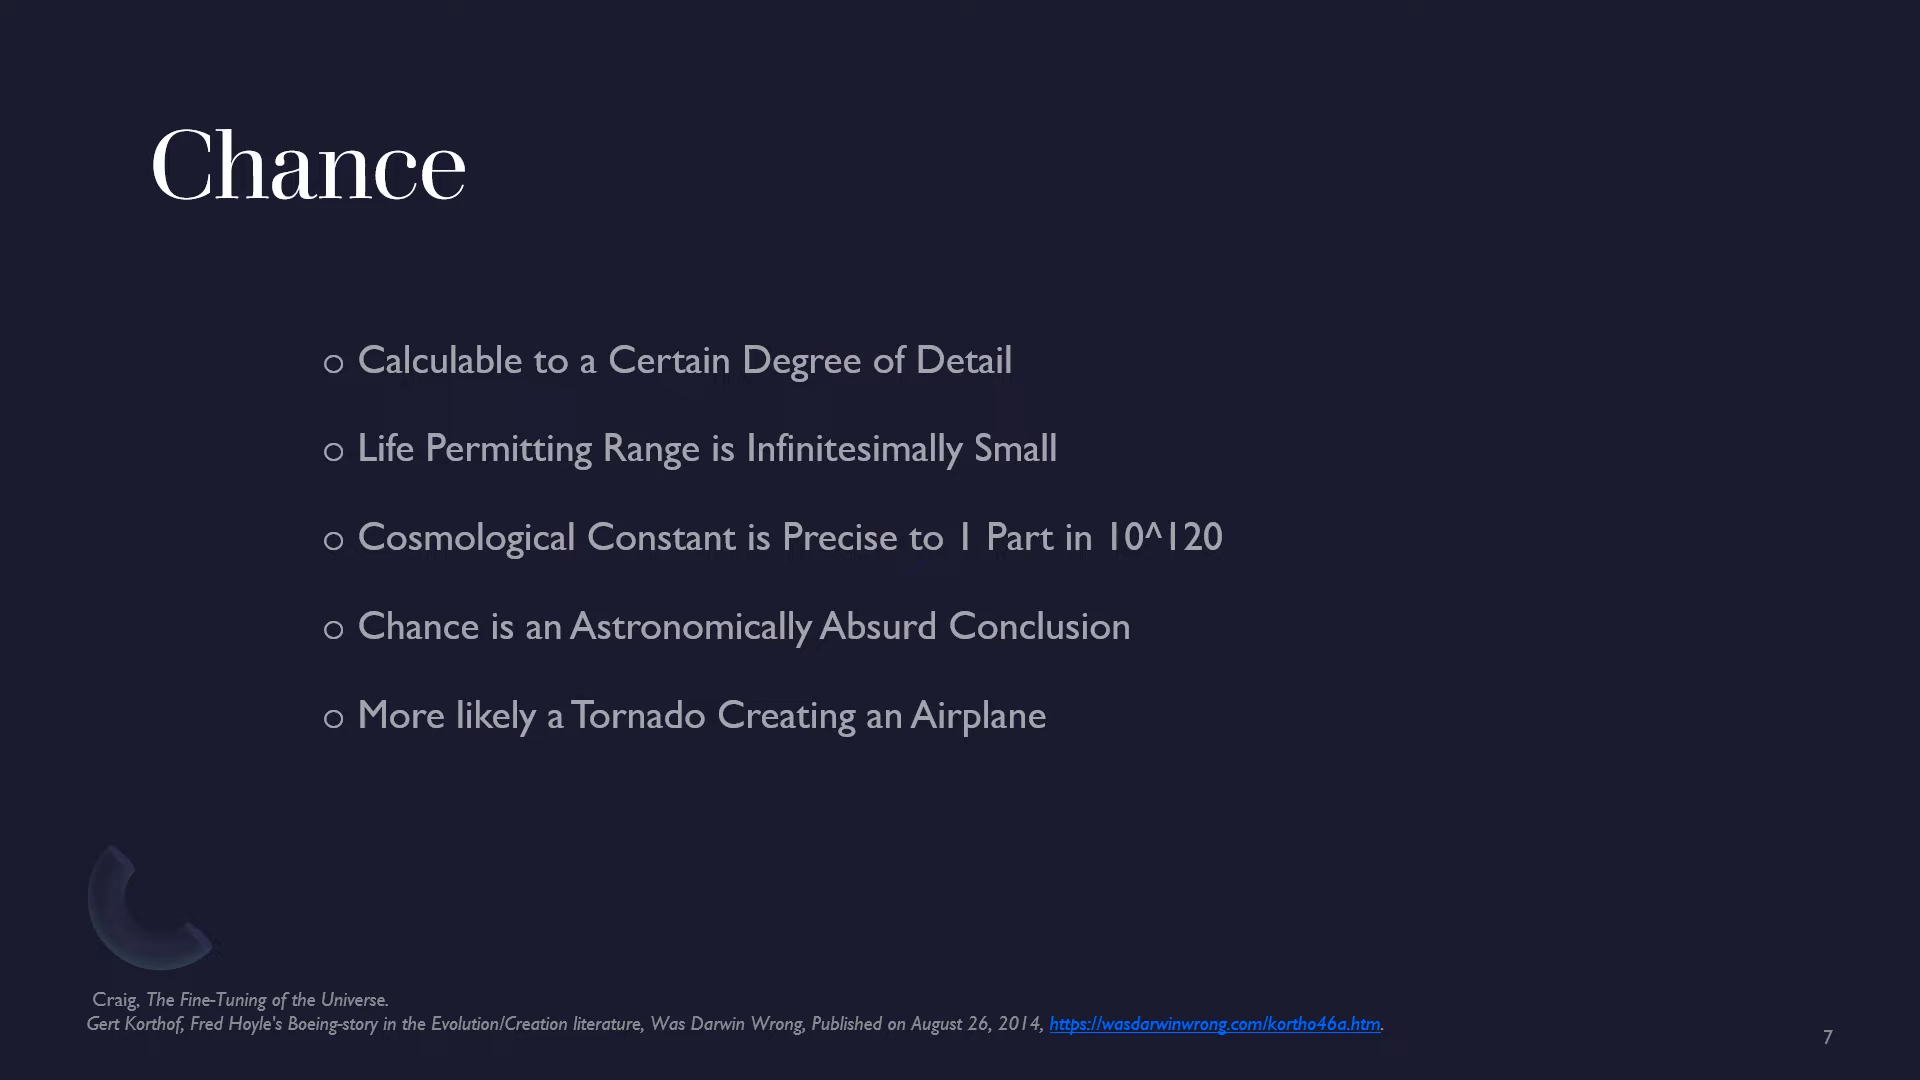 Chance
o Calculable to a Certain Degree of Detail
o Life Permitting Range is Infinitesimally Small
o Cosmological Constant is Precise to 1 Part in 10^120
o Chance is an Astronomically Absurd Conclusion
o More likely a Tornado Creating an Airplane
Craig, The Fine-Tuning of the Universe.
Gert Korthof, Fred Hoyle's Boeing-story in the Evolution/Creation literature, Was Darwin Wrong, Published on August 26, 2014, https://wasdarwinwrong.com/kortho46a.htm.
7